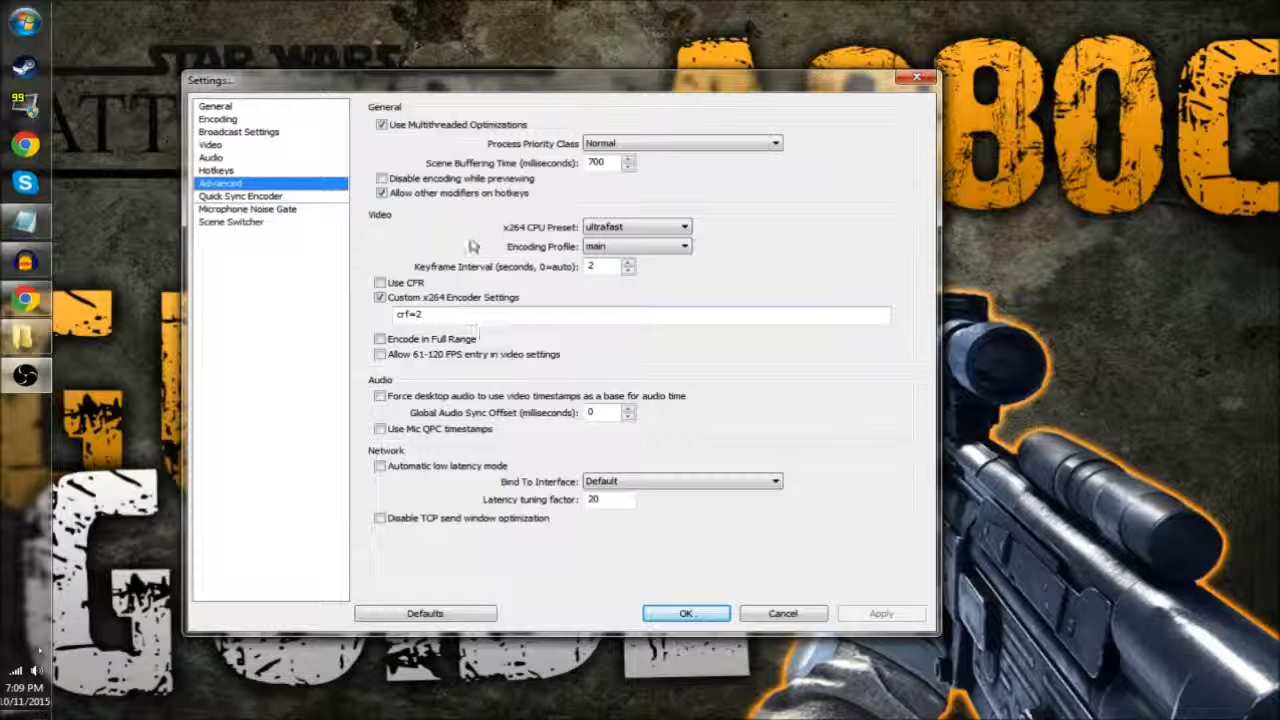 STAR WARS
99
Settings...
General
Encoding
Broadcast Settings
Video
Audio
Hotkeys
Advanced
Quick Sync Encoder
Microphone Noise Gate
Scene Switcher
General
Use Multithreaded Optimizations
Process Priority Class Normal
Scene Buffering Time (miliseconds): 700
Disable encoding while previewing
Allow other modifiers on hotkeys
Video
x264 CPU Preset: ultrafast
Encoding Profile: main
Keyframe Interval (seconds, 0=auto): 2
Use CFR
Custom x264 Encoder Settings
crf=2
Encode in Full Range
Allow 61-120 FPS entry in video settings
Audio
Force desktop audio to use video timestamps as a base for audio time
Global Audio Sync Offset (miliseconds): 0
Use Mic QPC timestamps
Network
Automatic low latency mode
Bind To Interface: Default
Latency tuning factor: 20
Disable TCP send window optimization
Defaults
OK
Cancel
Apply
7:09 PM
10/11/2015